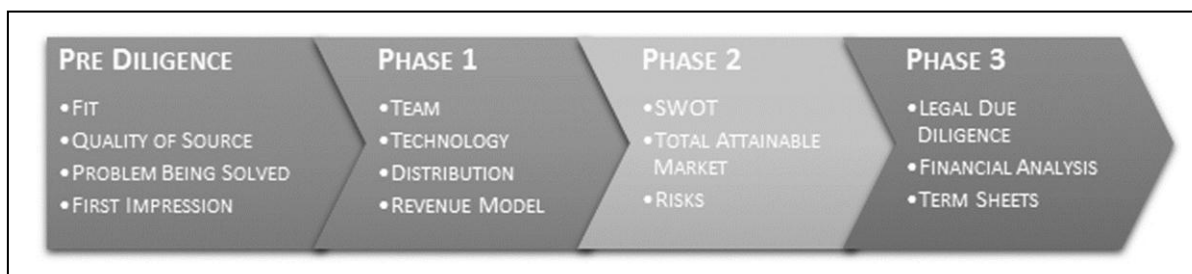 PRE DILIGENCE
•FIT
•QUALITY OF SOURCE
•PROBLEM BEING SOLVED
•FIRST IMPRESSION
PHASE 1
•TEAM
•TECHNOLOGY
•DISTRIBUTION
•REVENUE MODEL
PHASE 2
•SWOT
•TOTAL ATTAINABLE
MARKET
•RISKS
PHASE 3
•LEGAL DUE
DILIGENCE
•FINANCIAL ANALYSIS
•TERM SHEETS